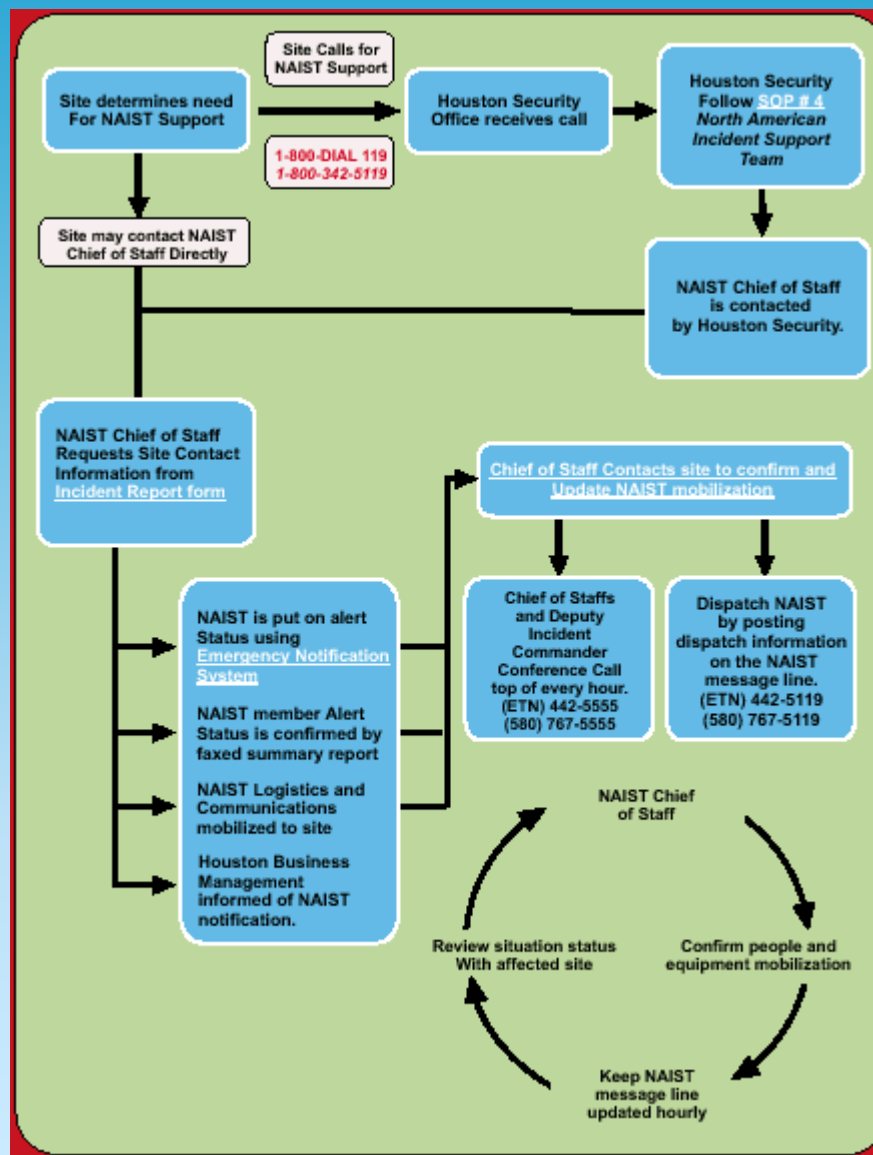 Site Calls for
NAIST Support
Site determines need
For NAIST Support
1-800-DIAL 119
1-800-342-5119
Houston Security
Office receives call
Houston Security
Follow SOP # 4
North American
Incident Support
Team
Site may contact NAIST
Chief of Staff Directly
NAIST Chief of Staff
is contacted
by Houston Security.
NAIST Chief of Staff
Requests Site Contact
Information from
Incident Report form
Chief of Staff Contacts site to confirm and
Update NAIST mobilization
NAIST is put on alert
Status using
Emergency Notification
System
NAIST member Alert
Status is confirmed by
faxed summary report
NAIST Logistics and
Communications
mobilized to site
Houston Business
Management
informed of NAIST
notification.
Chief of Staffs
and Deputy
Incident
Commander
Conference Call
top of every hour.
(ETN) 442-5555
(580) 767-5555
Dispatch NAIST
by posting
dispatch information
on the NAIST
message line.
(ETN) 442-5119
(580) 767-5119
NAIST Chief
of Staff
Confirm people and
equipment mobilization
Keep NAIST
message line
updated hourly
Review situation status
With affected site